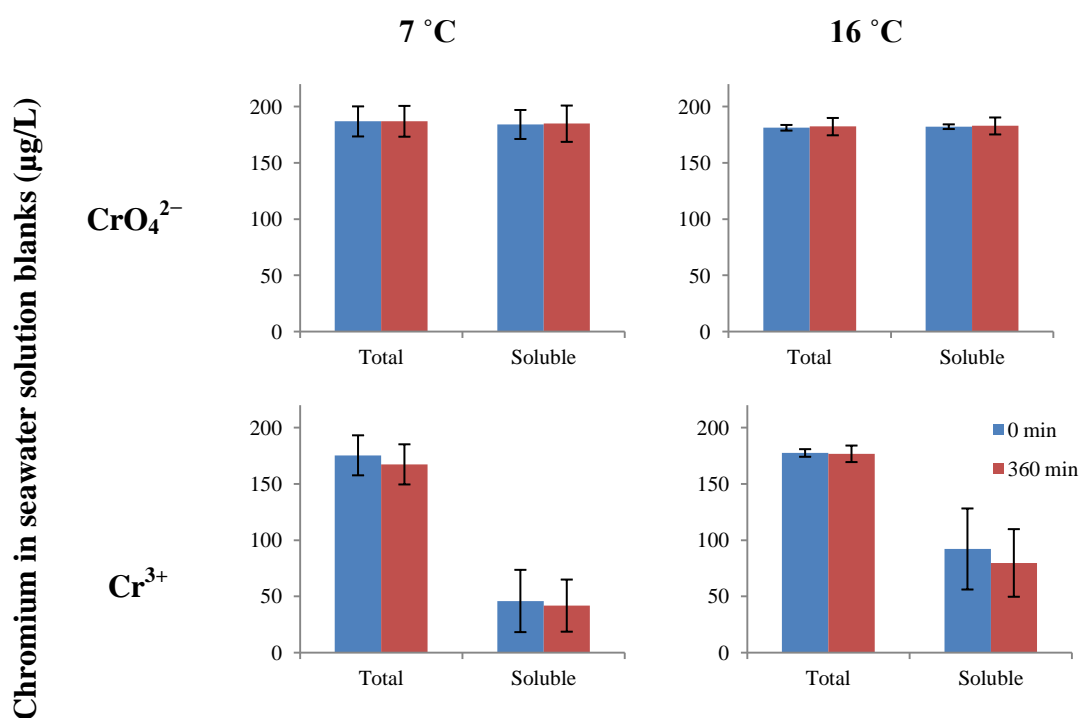 7 ˚C
16 ˚C
Chromium in seawater solution blanks (µg/L)
CrO₄²⁻
200
150
100
50
0
Total
Soluble
200
150
100
50
0
Total
Soluble
Cr³⁺
200
150
100
50
0
Total
Soluble
200
150
100
50
0
Total
Soluble
0 min
360 min